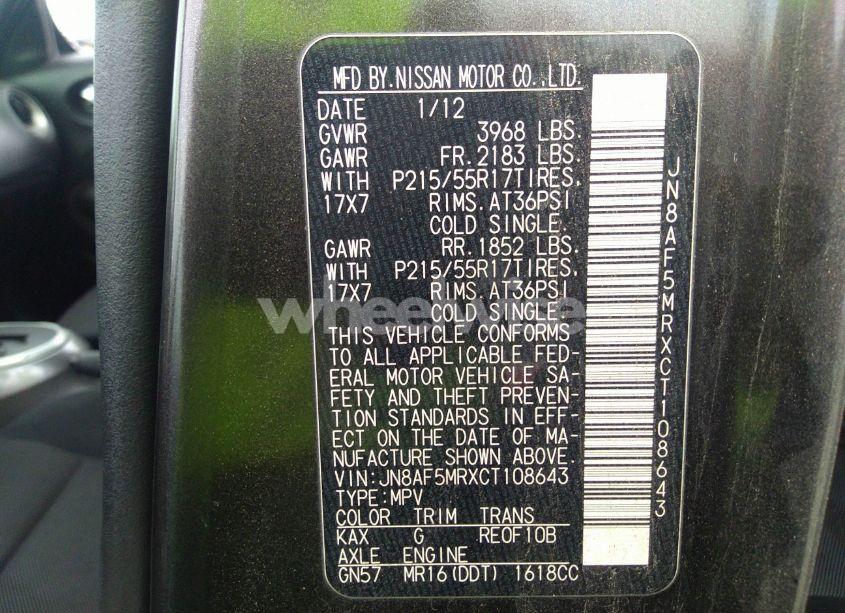 MFD BY.NISSAN MOTOR CO.,LTD.
DATE 1/12
GVWR 3968 LBS.
GAWR FR.2183 LBS.
WITH P215/55R17TIRES.
17X7 RIMS.AT36PSI
COLD SINGLE.
GAWR RR.1852 LBS.
WITH P215/55R17TIRES.
17X7 RIMS.AT36PSI
COLD SINGLE.
THIS VEHICLE CONFORMS
TO ALL APPLICABLE FED-
ERAL MOTOR VEHICLE SA-
FETY AND THEFT PREVEN-
TION STANDARDS IN EFF-
ECT ON THE DATE OF MA-
NUFACTURE SHOWN ABOVE.
VIN:JN8AF5MRXCT108643
TYPE:MPV
COLOR TRIM TRANS
KAX G RE0F10B
AXLE ENGINE
GN57 MR16(DDT) 1618CC
JN8AF5MRXCT108643